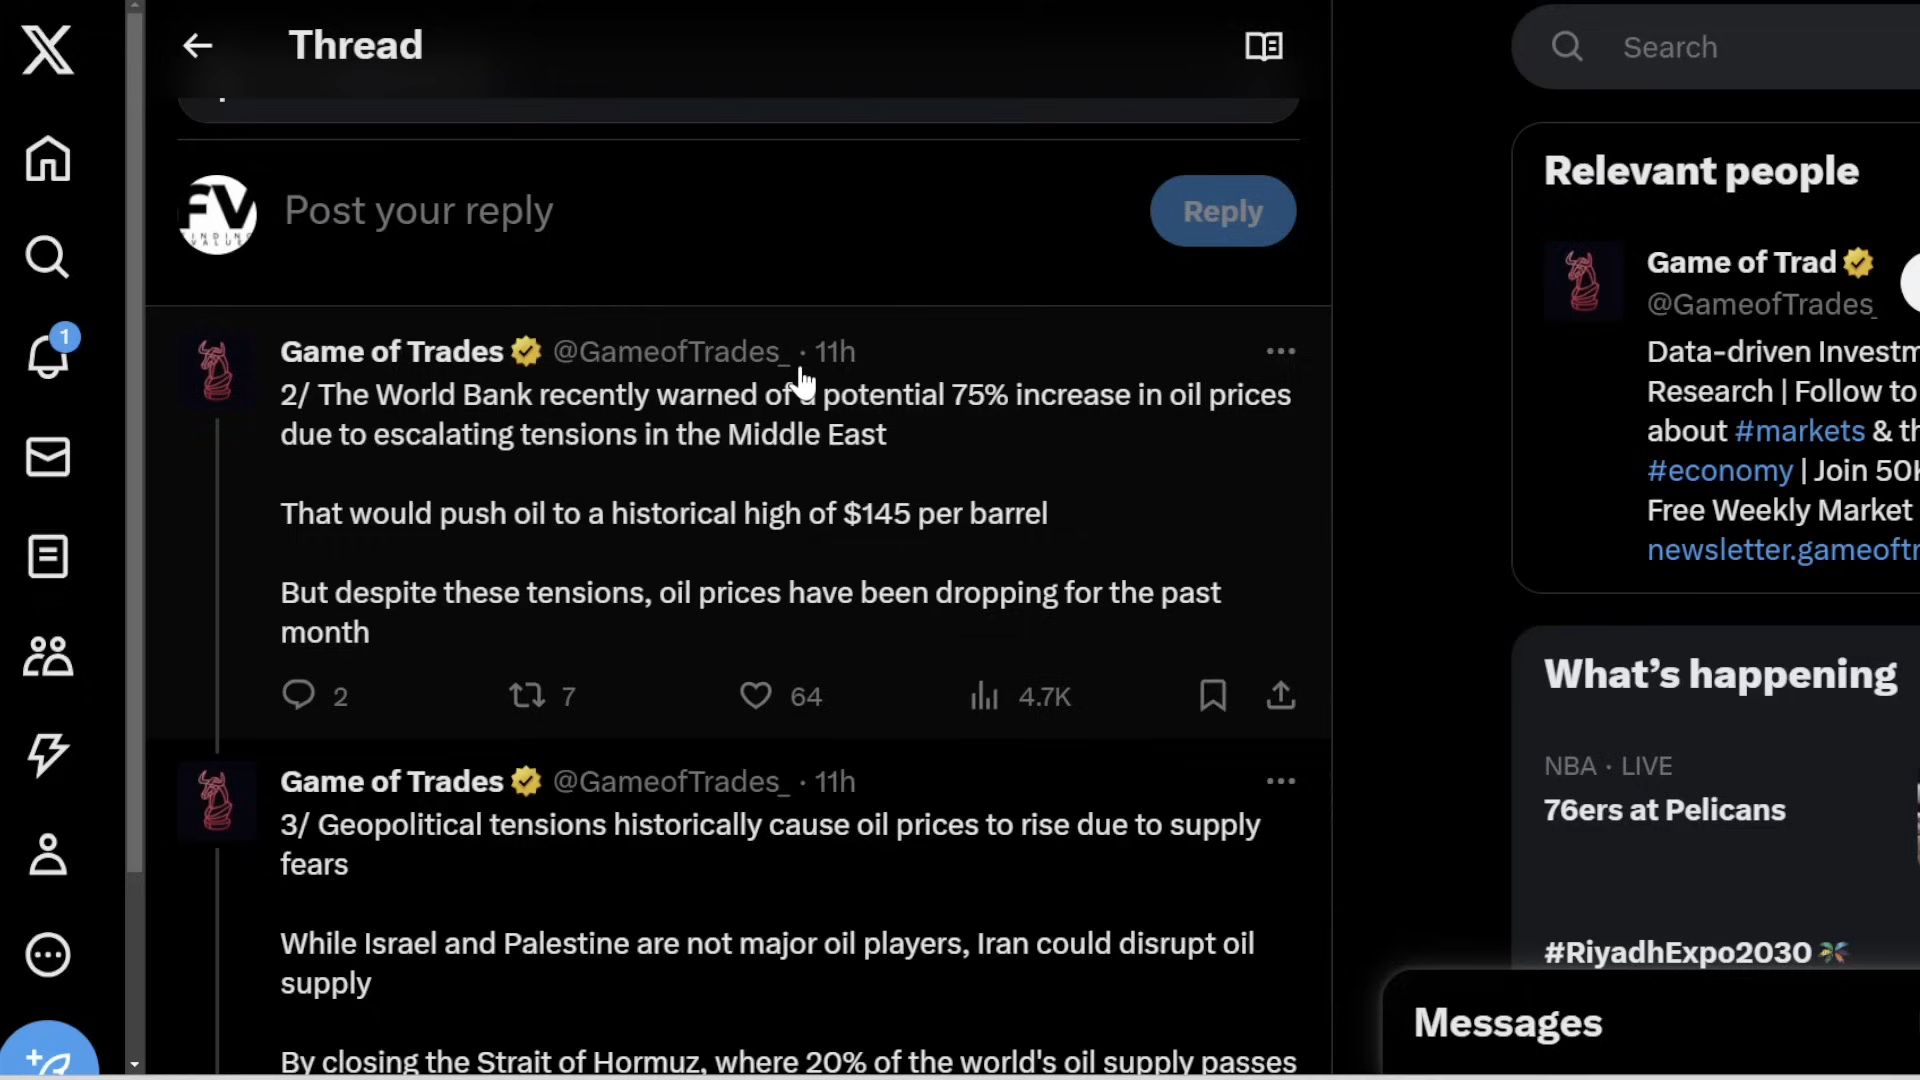 Thread
Search
Post your reply
Reply
FV
FINDING
VALUE
1
Relevant people
Game of Trad
@GameofTrades_
Data-driven Investm
Research | Follow to
about #markets & th
#economy | Join 50K
Free Weekly Market
newsletter.gameoftr
Game of Trades @GameofTrades_ · 11h
2/ The World Bank recently warned of a potential 75% increase in oil prices
due to escalating tensions in the Middle East
That would push oil to a historical high of $145 per barrel
But despite these tensions, oil prices have been dropping for the past
month
2 7 64 4.7K
Game of Trades @GameofTrades_ · 11h
3/ Geopolitical tensions historically cause oil prices to rise due to supply
fears
While Israel and Palestine are not major oil players, Iran could disrupt oil
supply
By closing the Strait of Hormuz, where 20% of the world's oil supply passes
What's happening
NBA · LIVE
76ers at Pelicans
#RiyadhExpo2030
Messages